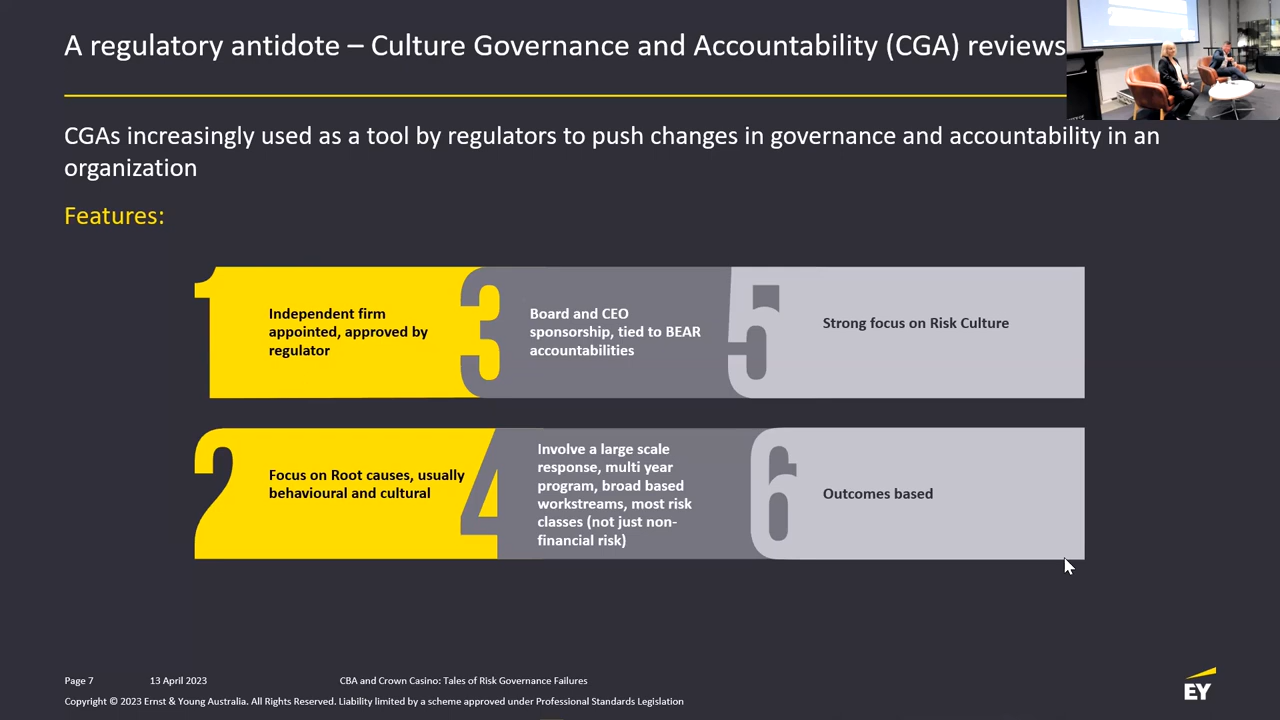 A regulatory antidote – Culture Governance and Accountability (CGA) reviews
CGAs increasingly used as a tool by regulators to push changes in governance and accountability in an
organization
Features:
1
Independent firm
appointed, approved by
regulator
2
Focus on Root causes, usually
behavioural and cultural
3
Board and CEO
sponsorship, tied to BEAR
accountabilities
4
Involve a large scale
response, multi year
program, broad based
workstreams, most risk
classes (not just non-
financial risk)
5
Strong focus on Risk Culture
6
Outcomes based
Page 7
13 April 2023
CBA and Crown Casino: Tales of Risk Governance Failures
Copyright © 2023 Ernst & Young Australia. All Rights Reserved. Liability limited by a scheme approved under Professional Standards Legislation
EY